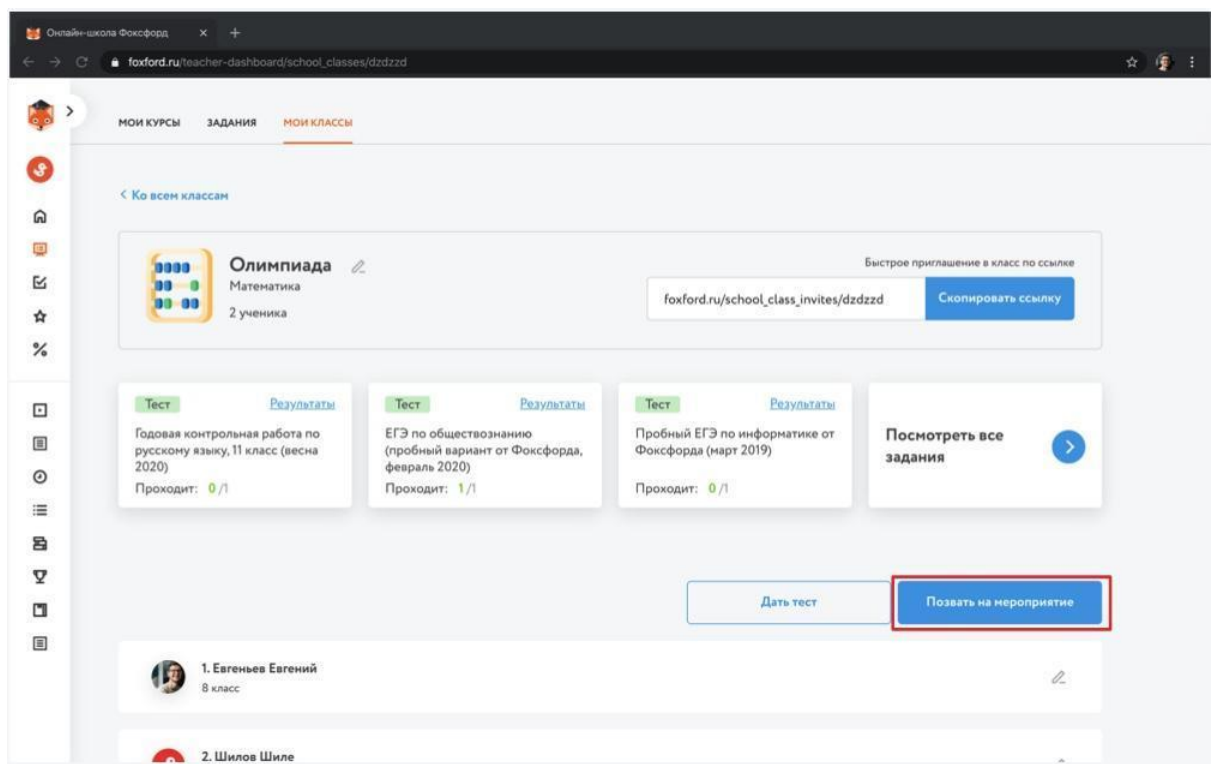 Онлайн-школа Фоксфорд
foxford.ru/teacher-dashboard/school_classes/dzdzzd
МОИ КУРСЫ ЗАДАНИЯ МОИ КЛАССЫ
Ко всем классам
Олимпиада
Математика
2 ученика
Быстрое приглашение в класс по ссылке
foxford.ru/school_class_invites/dzdzzd
Скопировать ссылку
Тест Результаты
Годовая контрольная работа по
русскому языку, 11 класс (весна
2020)
Проходит: 0 /1
Тест Результаты
ЕГЭ по обществознанию
(пробный вариант от Фоксфорда,
февраль 2020)
Проходит: 1 /1
Тест Результаты
Пробный ЕГЭ по информатике от
Фоксфорда (март 2019)
Проходит: 0 /1
Посмотреть все
задания
Дать тест
Позвать на мероприятие
1. Евгеньев Евгений
8 класс
2. Шилов Шиле